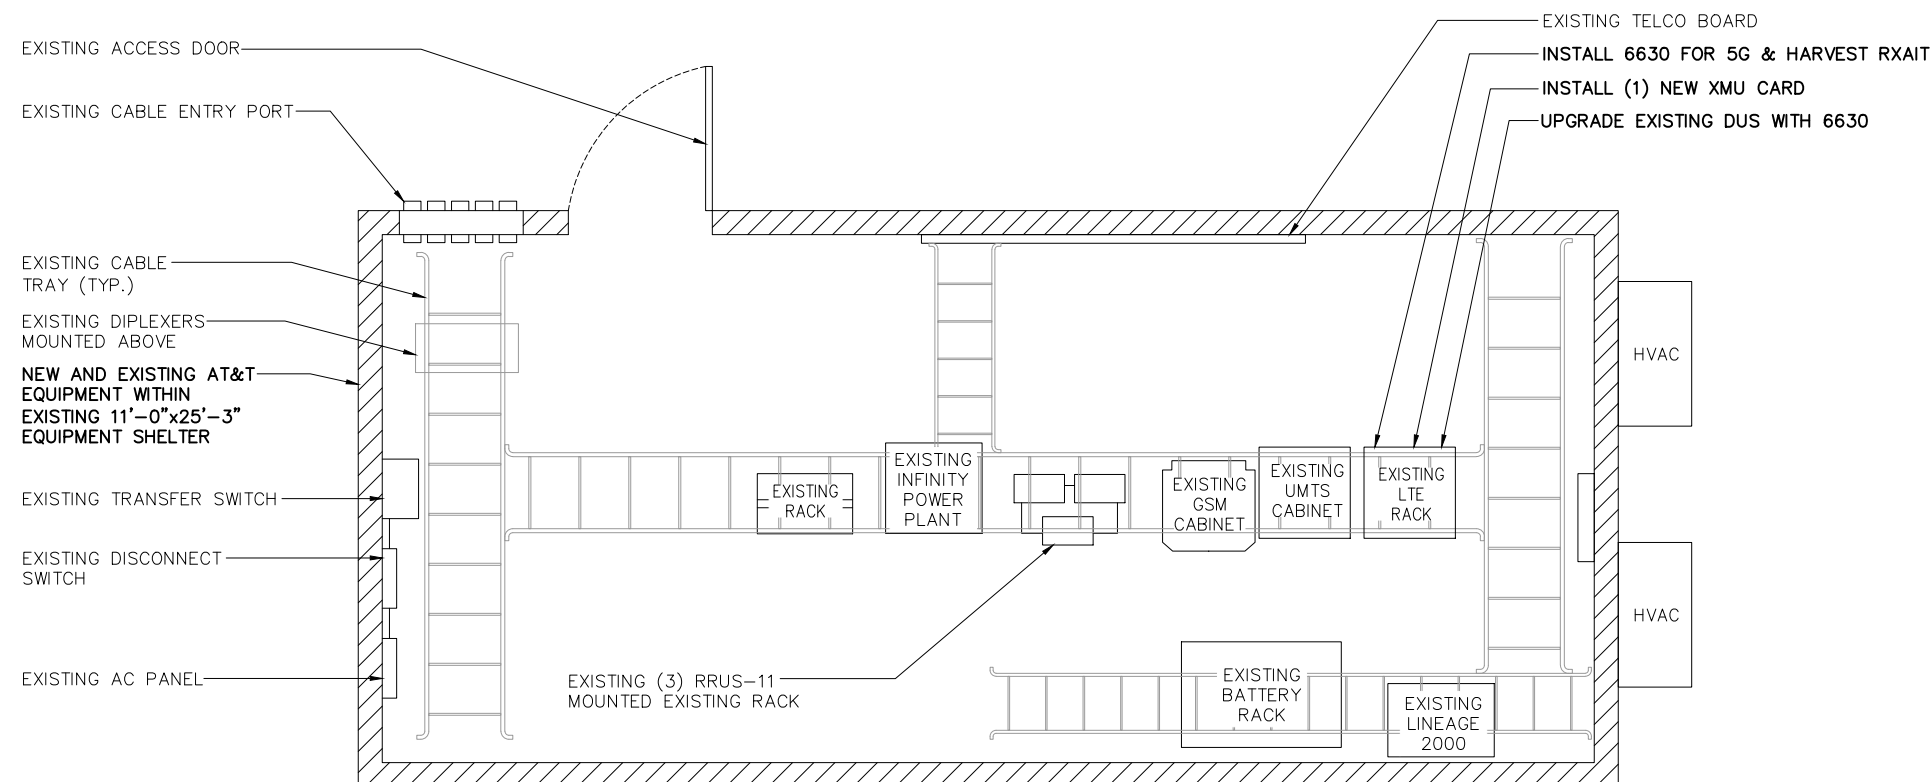 EXISTING ACCESS DOOR
EXISTING CABLE ENTRY PORT
EXISTING TELCO BOARD
INSTALL 6630 FOR 5G & HARVEST RXAIT
INSTALL (1) NEW XMU CARD
UPGRADE EXISTING DUS WITH 6630
EXISTING CABLE
TRAY (TYP.)
EXISTING DIPLEXERS
MOUNTED ABOVE
NEW AND EXISTING AT&T
EQUIPMENT WITHIN
EXISTING 11'-0"x25'-3"
EQUIPMENT SHELTER
EXISTING TRANSFER SWITCH
EXISTING DISCONNECT
SWITCH
EXISTING AC PANEL
EXISTING
RACK
EXISTING
INFINITY
POWER
PLANT
EXISTING
GSM
CABINET
EXISTING
UMTS
CABINET
EXISTING
LTE
RACK
HVAC
HVAC
EXISTING (3) RRUS-11
MOUNTED EXISTING RACK
EXISTING
BATTERY
RACK
EXISTING
LINEAGE
2000